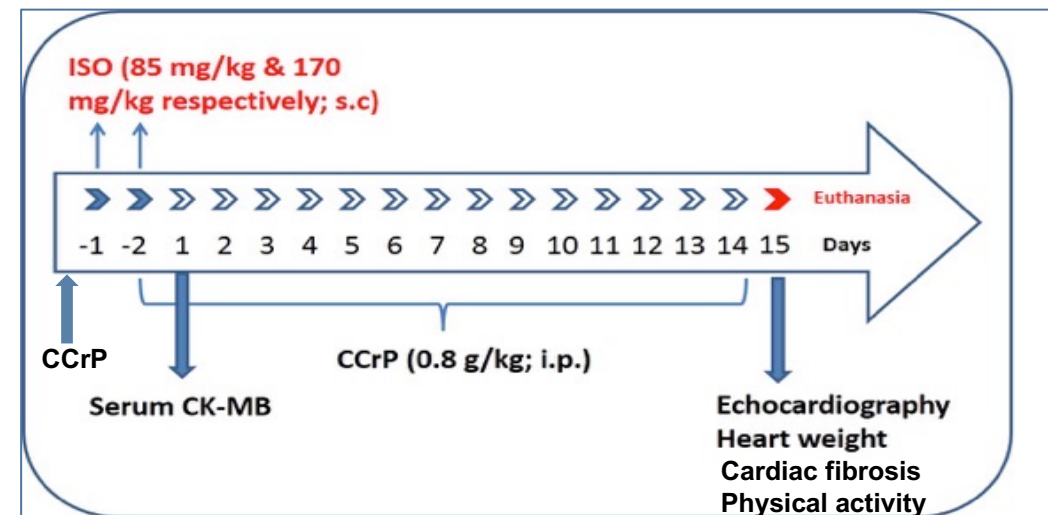 ISO (85 mg/kg & 170
mg/kg respectively; s.c)
Euthanasia
-1 -2 1 2 3 4 5 6 7 8 9 10 11 12 13 14 15 Days
CCrP
CCrP (0.8 g/kg; i.p.)
Serum CK-MB
Echocardiography
Heart weight
Cardiac fibrosis
Physical activity